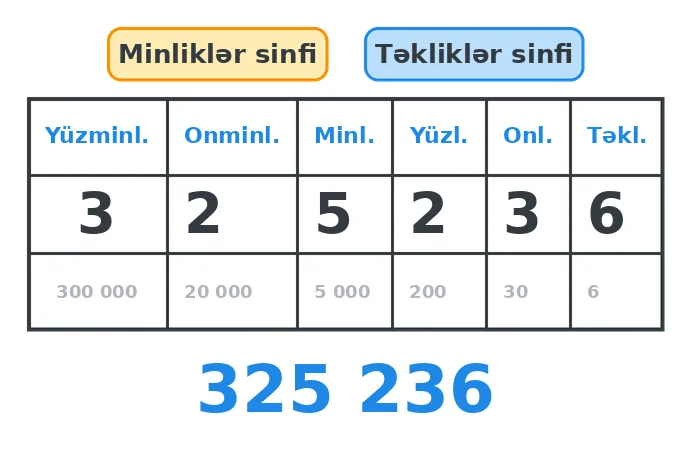 Minliklər sinfi Təkliklər sinfi
Yüzminl. Onminl. Minl. Yüzl. Onl. Təkl.
3 2 5 2 3 6
300 000 20 000 5 000 200 30 6
325 236